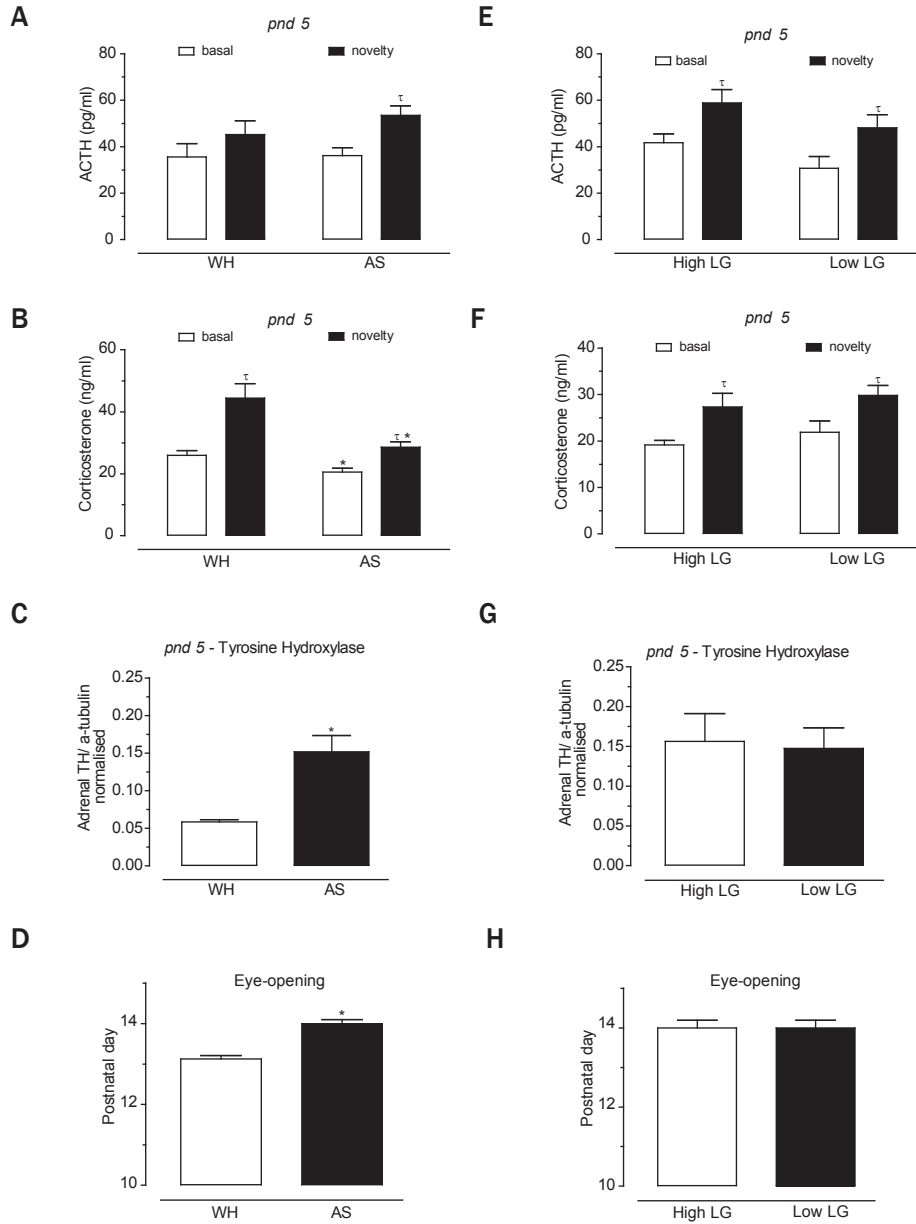 A
pnd 5
basal novelty
ACTH (pg/ml)
80
60
40
20
0
τ
WH AS
B
pnd 5
basal novelty
Corticosterone (ng/ml)
60
40
20
0
τ
*
τ *
WH AS
C
pnd 5 - Tyrosine Hydroxylase
Adrenal TH/ a-tubulin
normalised
0.25
0.20
0.15
0.10
0.05
0.00
*
WH AS
D
Eye-opening
Postnatal day
14
12
10
*
WH AS
E
pnd 5
basal novelty
ACTH (pg/ml)
80
60
40
20
0
τ
τ
High LG Low LG
F
pnd 5
basal novelty
Corticosterone (ng/ml)
40
30
20
10
0
τ
τ
High LG Low LG
G
pnd 5 - Tyrosine Hydroxylase
Adrenal TH/ a-tubulin
normalised
0.25
0.20
0.15
0.10
0.05
0.00
High LG Low LG
H
Eye-opening
Postnatal day
14
12
10
High LG Low LG